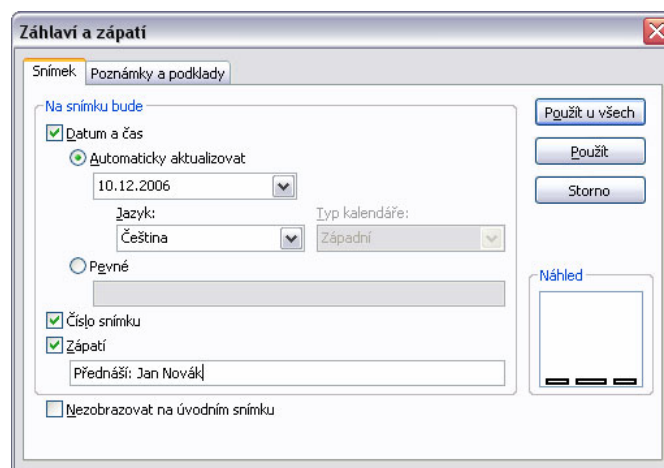 Záhlaví a zápatí
Snímek
Poznámky a podklady
Na snímku bude
Datum a čas
Automaticky aktualizovat
10.12.2006
Jazyk:
Typ kalendáře:
Čeština
Západní
Pevné
Číslo snímku
Zápatí
Přednáší: Jan Novák
Nezobrazovat na úvodním snímku
Použít u všech
Použít
Storno
Náhled